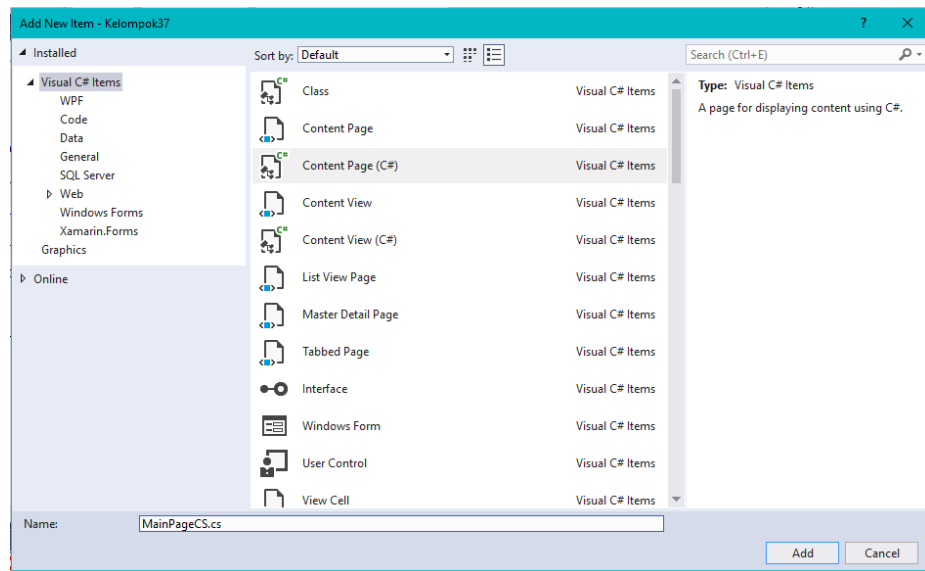 Add New Item - Kelompok37
? ✕
Installed
Sort by: Default
Search (Ctrl+E)
Visual C# Items
WPF
Code
Data
General
SQL Server
Web
Windows Forms
Xamarin.Forms
Graphics
Online
C# Class Visual C# Items
Content Page Visual C# Items
C# Content Page (C#) Visual C# Items
Content View Visual C# Items
C# Content View (C#) Visual C# Items
List View Page Visual C# Items
Master Detail Page Visual C# Items
Tabbed Page Visual C# Items
Interface Visual C# Items
Windows Form Visual C# Items
User Control Visual C# Items
View Cell Visual C# Items
Type: Visual C# Items
A page for displaying content using C#.
Name: MainPageCS.cs
Add Cancel